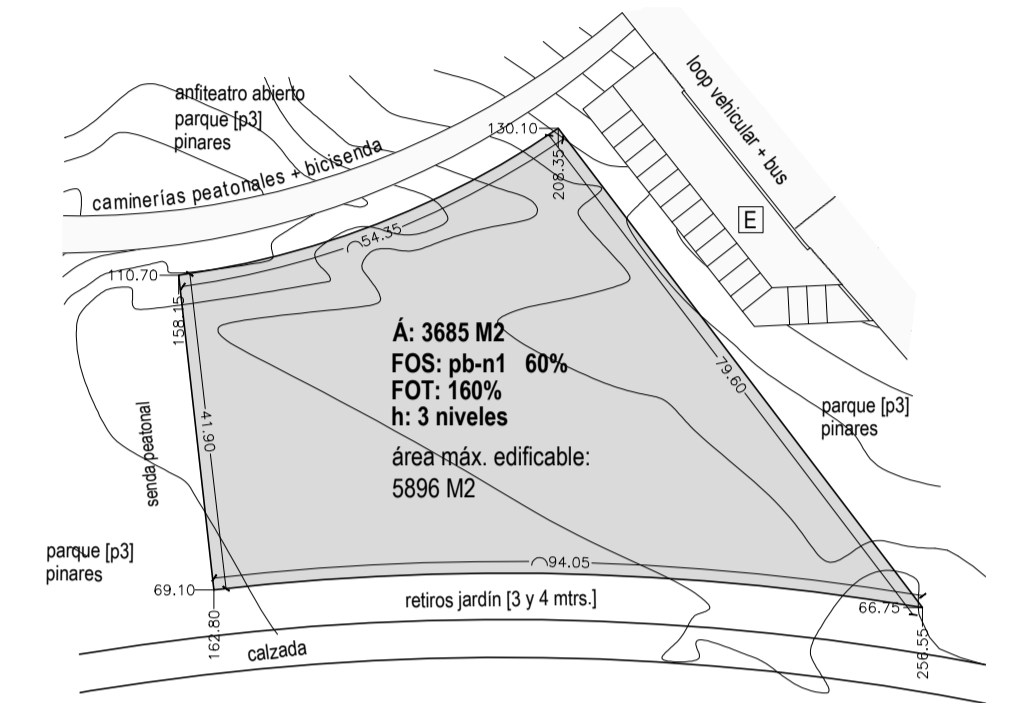 anfiteatro abierto
parque [p3]
pinares
caminerías peatonales + bicisenda
loop vehicular + bus
E
130.10
208.35
54.35
110.70
158.15
Á: 3685 M2
FOS: pb-n1 60%
FOT: 160%
h: 3 niveles
área máx. edificable:
5896 M2
79.60
parque [p3]
pinares
41.90
senda peatonal
parque [p3]
pinares
94.05
69.10
162.80
retiros jardín [3 y 4 mtrs.]
66.75
256.55
calzada